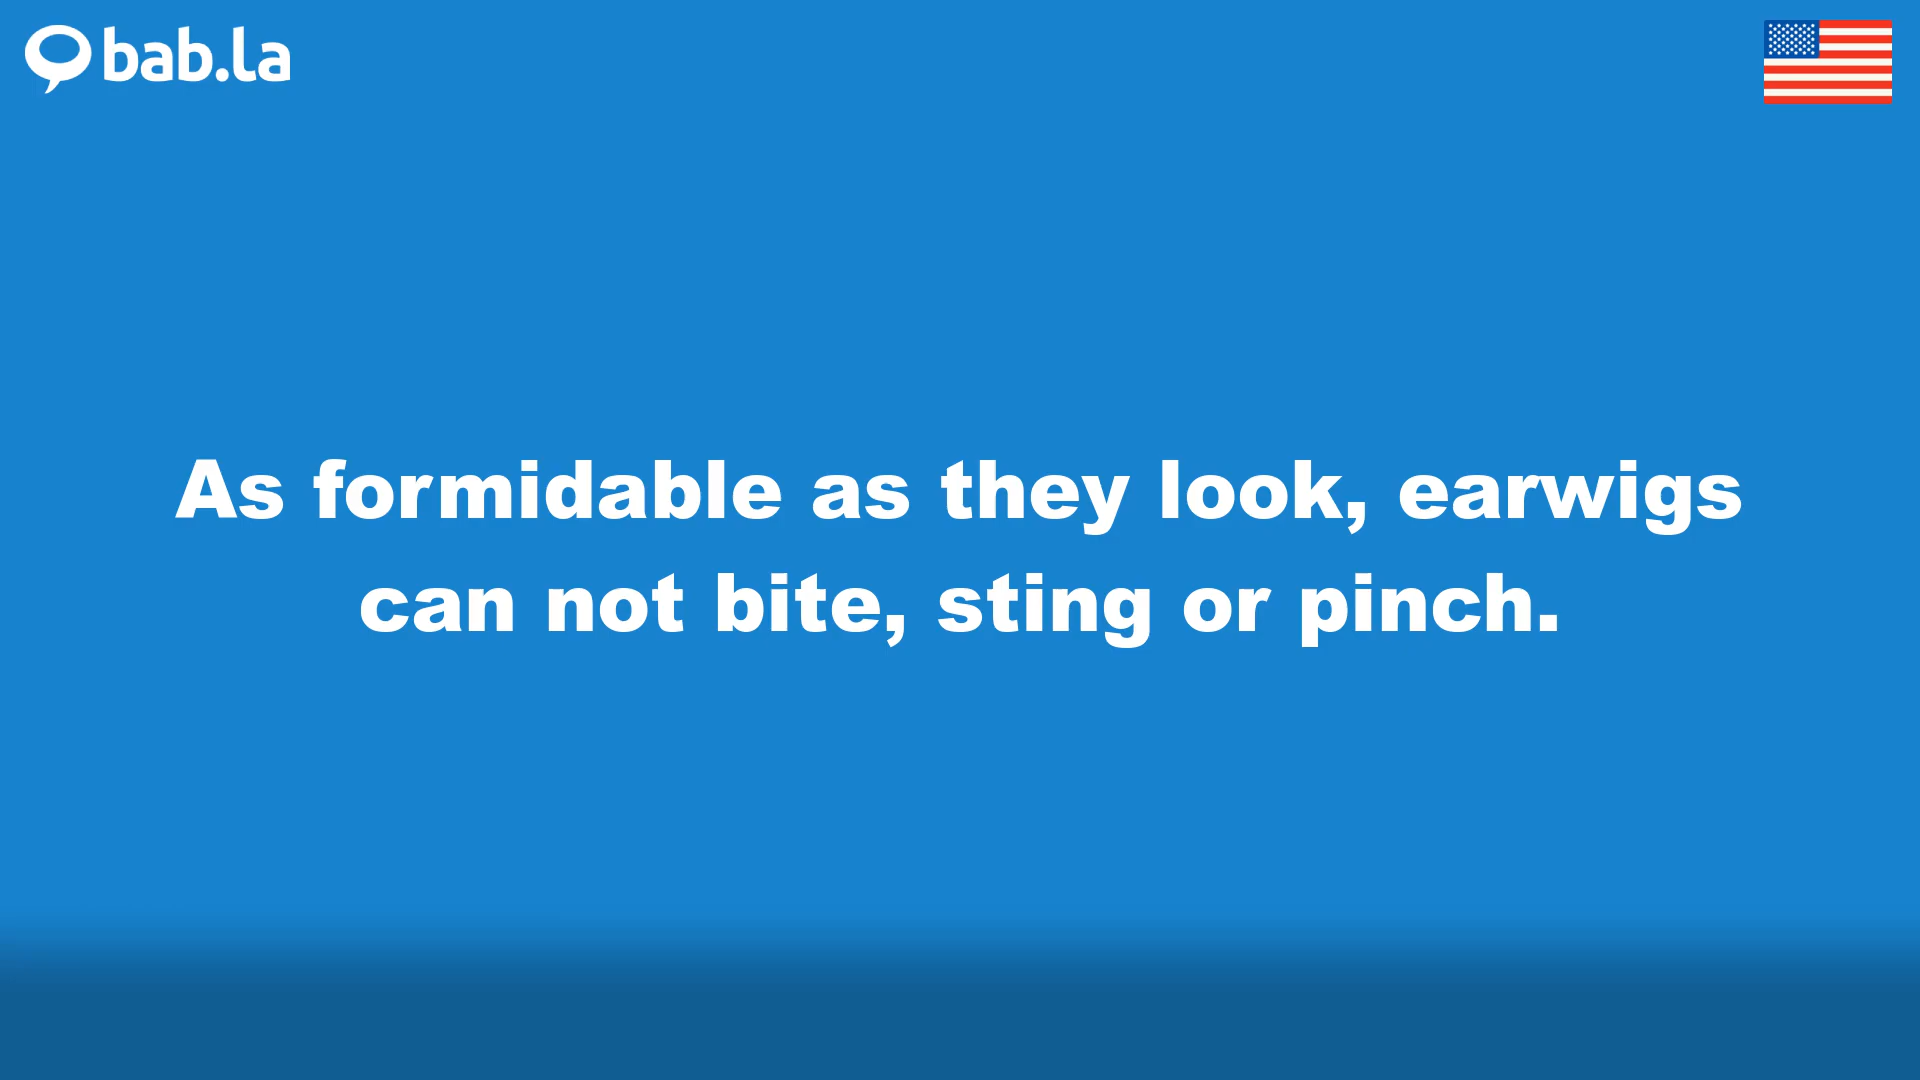 bab.la
As formidable as they look, earwigs
can not bite, sting or pinch.